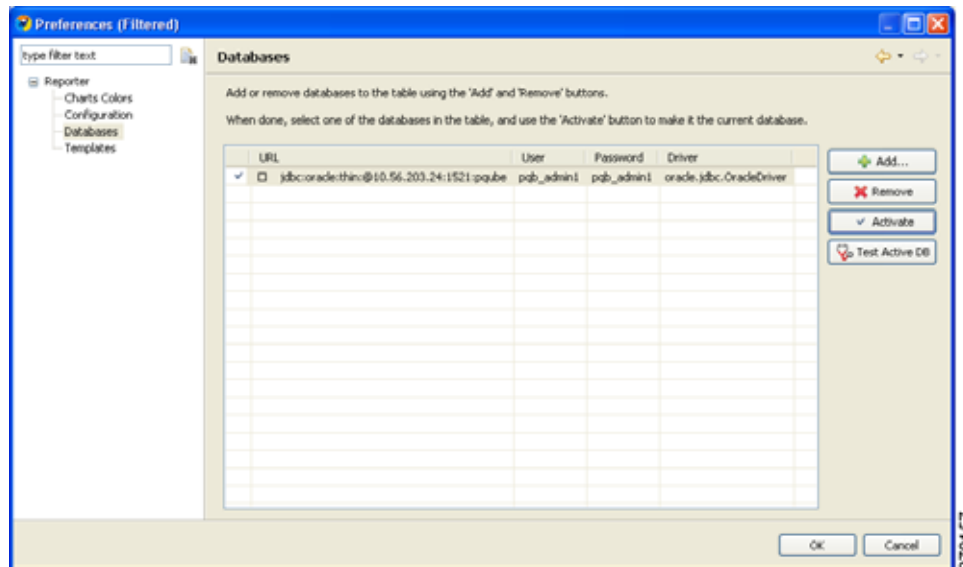 Preferences (Filtered)
type filter text
Databases
Reporter
Charts Colors
Configuration
Databases
Templates
Add or remove databases to the table using the 'Add' and 'Remove' buttons.
When done, select one of the databases in the table, and use the 'Activate' button to make it the current database.
URL User Password Driver
jdbc:oracle:thin:@10.56.203.24:1521:pqube pqb_admin1 pqb_admin1 oracle.jdbc.OracleDriver
Add...
Remove
Activate
Test Active DB
OK Cancel